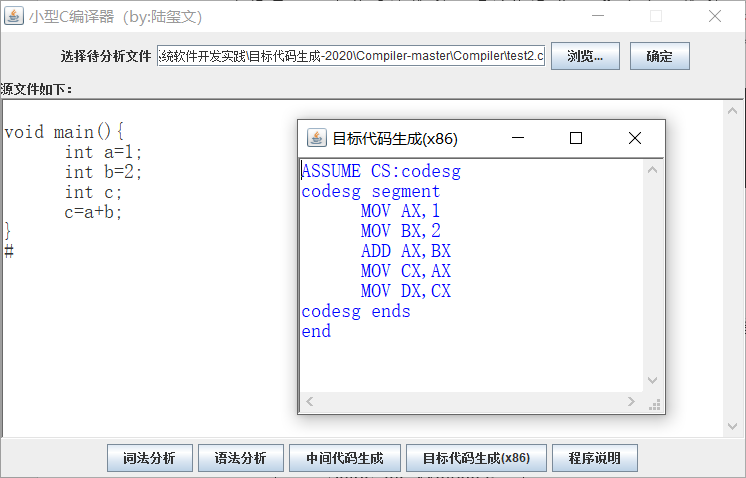 小型C编译器（by:陆玺文）
选择待分析文件 统软件开发实践\目标代码生成-2020\Compiler-master\Compiler\test2.c 浏览... 确定
源文件如下：
void main(){
int a=1;
int b=2;
int c;
c=a+b;
}
#
目标代码生成(x86)
ASSUME CS:codesg
codesg segment
MOV AX,1
MOV BX,2
ADD AX,BX
MOV CX,AX
MOV DX,CX
codesg ends
end
词法分析 语法分析 中间代码生成 目标代码生成(x86) 程序说明